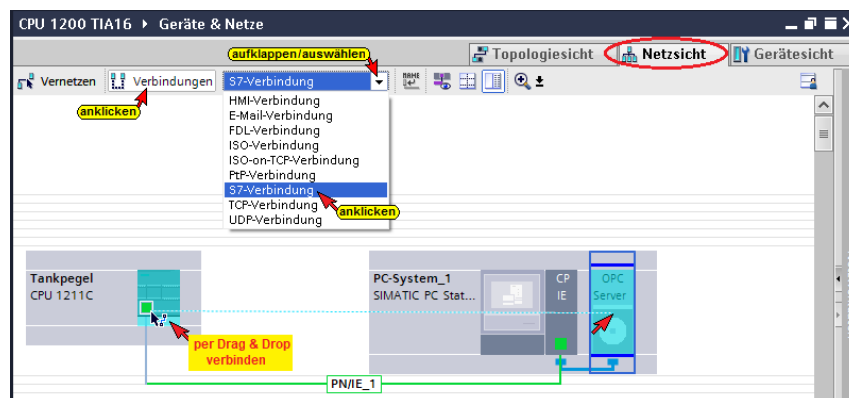 CPU 1200 TIA16 ▸ Geräte & Netze
aufklappen/auswählen
Topologiesicht Netzsicht Gerätesicht
Vernetzen Verbindungen S7-Verbindung
anklicken
HMI-Verbindung
E-Mail-Verbindung
FDL-Verbindung
ISO-Verbindung
ISO-on-TCP-Verbindung
PtP-Verbindung
S7-Verbindung
anklicken
TCP-Verbindung
UDP-Verbindung
Tankpegel
CPU 1211C
PC-System_1
SIMATIC PC Stat...
CP
IE
OPC
Server
per Drag & Drop
verbinden
PN/IE_1